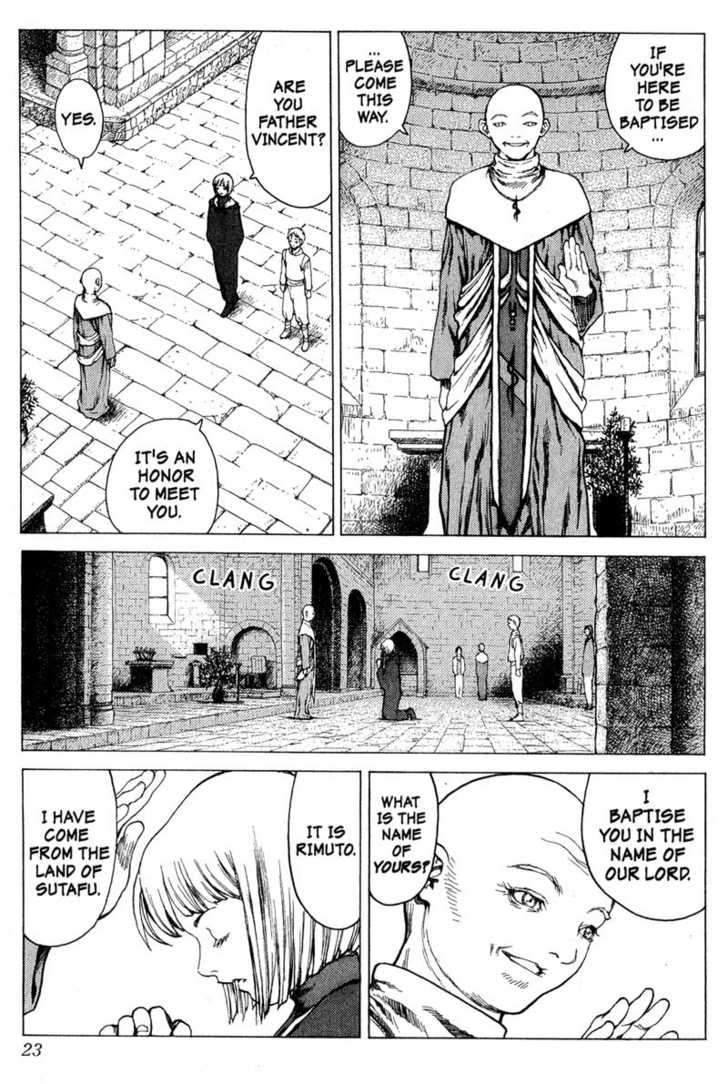 IF
YOU'RE
HERE
TO BE
BAPTISED
...
...
PLEASE
COME
THIS
WAY.
ARE
YOU
FATHER
VINCENT?
YES.
IT'S AN
HONOR
TO MEET
YOU.
CLANG
CLANG
I
BAPTISE
YOU IN THE
NAME OF
OUR LORD.
WHAT
IS THE
NAME
OF
YOURS?
IT IS
RIMUTO.
I HAVE
COME
FROM THE
LAND OF
SUTAFU.
23